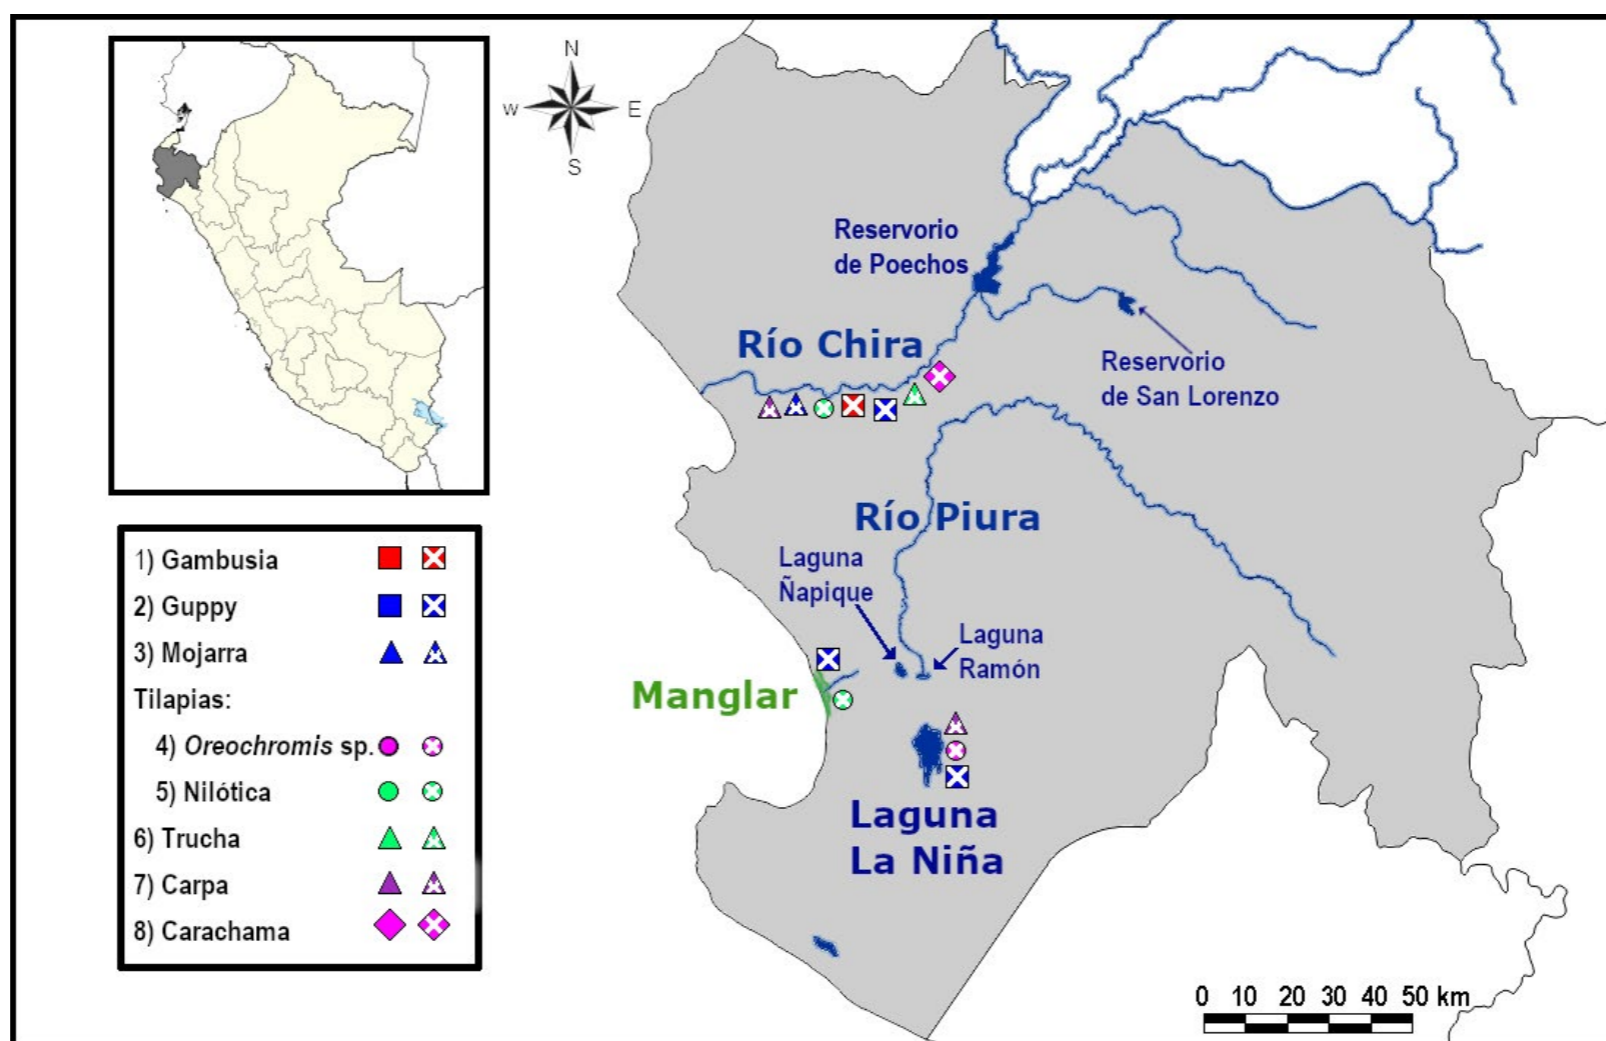 N
W
E
S
Reservorio
de Poechos
Río Chira
Reservorio
de San Lorenzo
Río Piura
Laguna
Ñapique
Laguna
Ramón
Manglar
Laguna
La Niña
1) Gambusia
2) Guppy
3) Mojarra
Tilapias:
4) Oreochromis sp.
5) Nilótica
6) Trucha
7) Carpa
8) Carachama
0 10 20 30 40 50 km